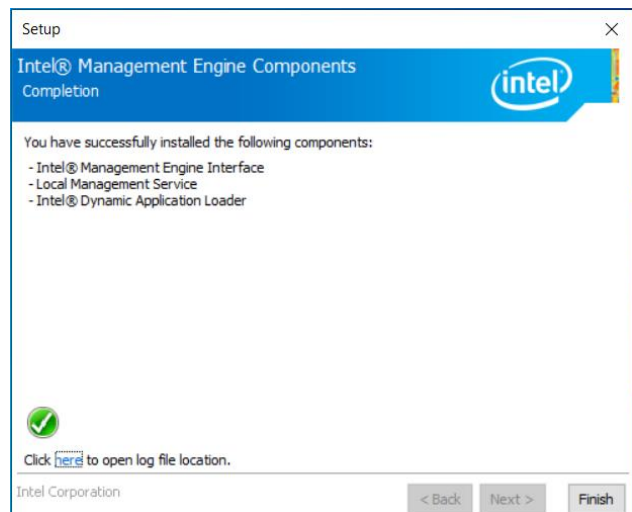 Setup
Intel® Management Engine Components
Completion
intel
You have successfully installed the following components:
- Intel® Management Engine Interface
- Local Management Service
- Intel® Dynamic Application Loader
Click here to open log file location.
Intel Corporation
< Back Next > Finish